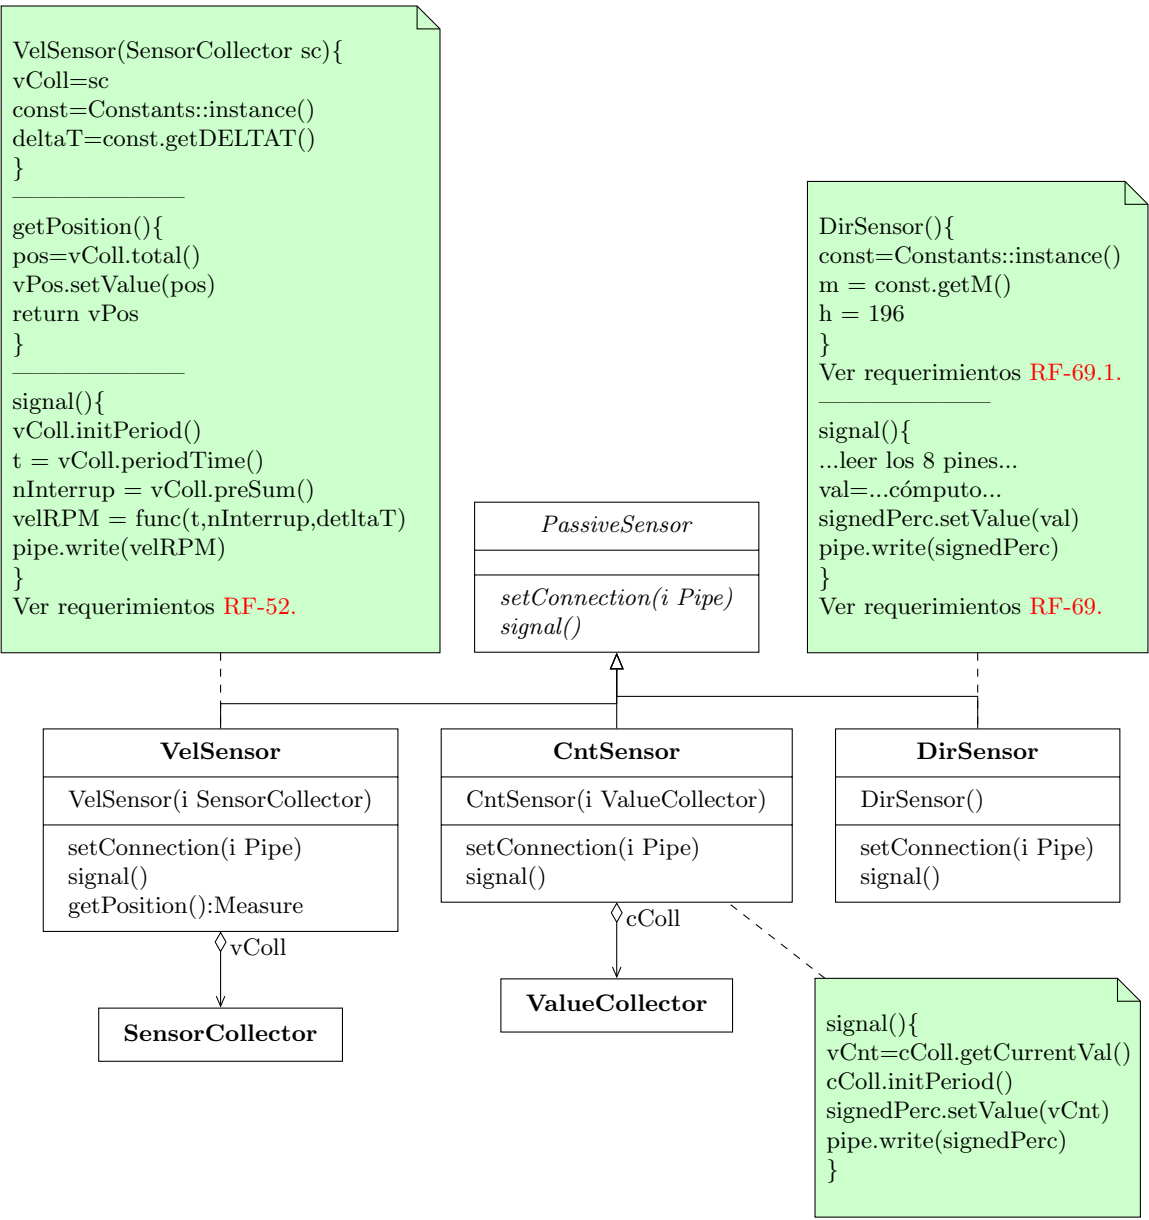 VelSensor(SensorCollector sc){
vColl=sc
const=Constants::instance()
deltaT=const.getDELTAT()
}
getPosition(){
pos=vColl.total()
vPos.setValue(pos)
return vPos
}
signal(){
vColl.initPeriod()
t = vColl.periodTime()
nInterrup = vColl.preSum()
velRPM = func(t,nInterrup,detltaT)
pipe.write(velRPM)
}
Ver requerimientos RF-52.
PassiveSensor
setConnection(i Pipe)
signal()
DirSensor(){
const=Constants::instance()
m = const.getM()
h = 196
}
Ver requerimientos RF-69.1.
signal(){
...leer los 8 pines...
val=...cómputo...
signedPerc.setValue(val)
pipe.write(signedPerc)
}
Ver requerimientos RF-69.
VelSensor
VelSensor(i SensorCollector)
setConnection(i Pipe)
signal()
getPosition():Measure
vColl
SensorCollector
CntSensor
CntSensor(i ValueCollector)
setConnection(i Pipe)
signal()
cColl
ValueCollector
DirSensor
DirSensor()
setConnection(i Pipe)
signal()
signal(){
vCnt=cColl.getCurrentVal()
cColl.initPeriod()
signedPerc.setValue(vCnt)
pipe.write(signedPerc)
}